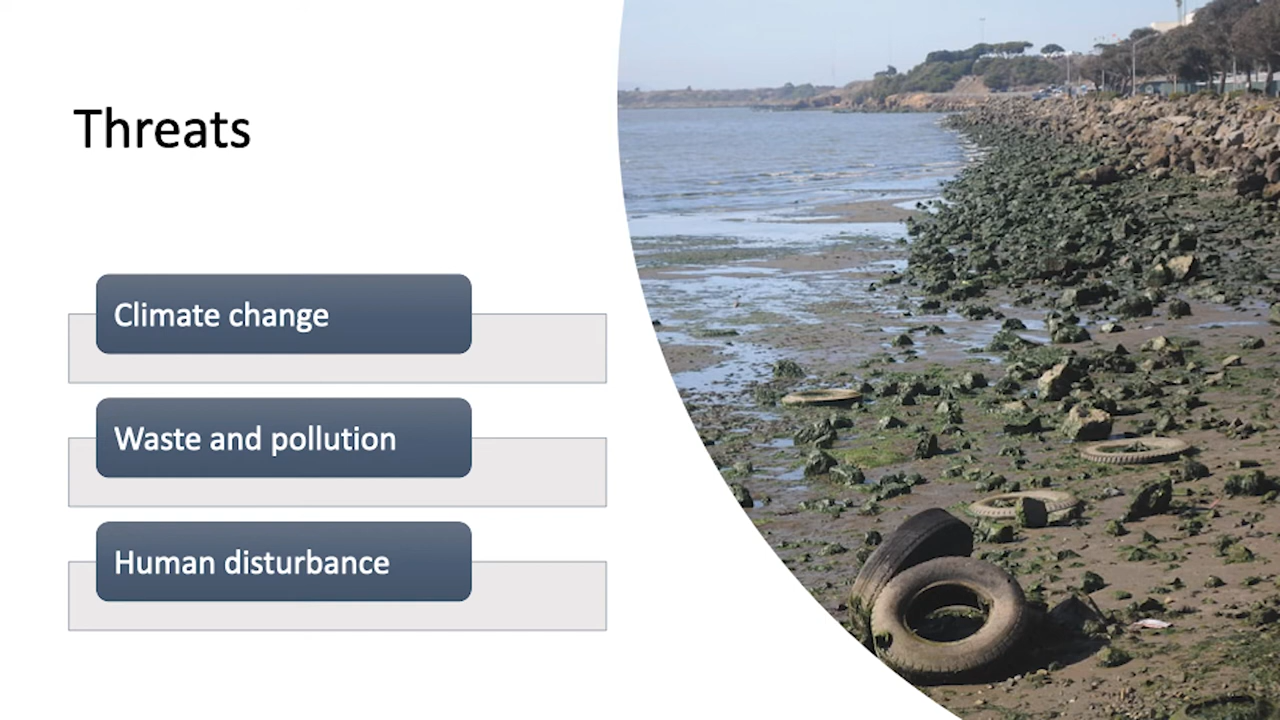 Threats
Climate change
Waste and pollution
Human disturbance